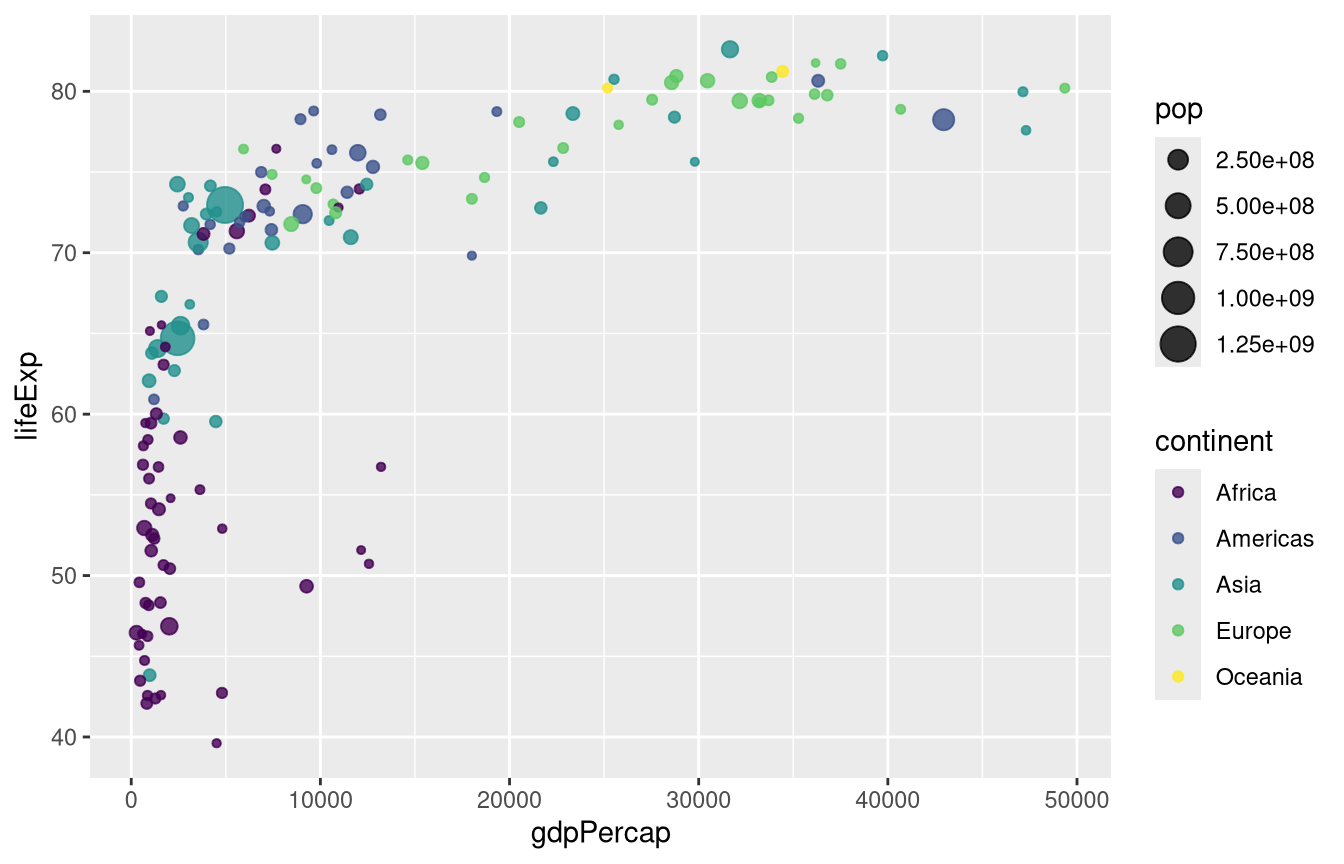 lifeExp
80
70
60
50
40
0 10000 20000 30000 40000 50000
gdpPercap
pop
2.50e+08
5.00e+08
7.50e+08
1.00e+09
1.25e+09
continent
Africa
Americas
Asia
Europe
Oceania